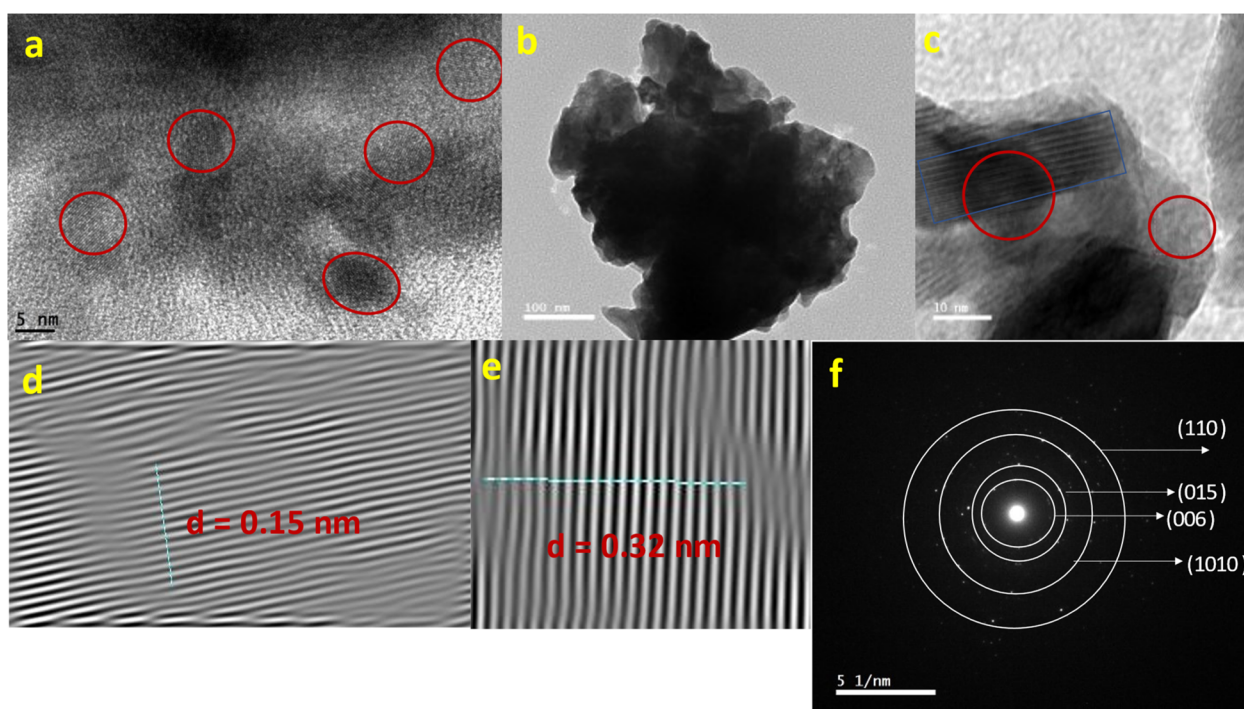 a
5 nm
b
100 nm
c
10 nm
d
d = 0.15 nm
e
d = 0.32 nm
f
(110)
(015)
(006)
(1010)
5 1/nm